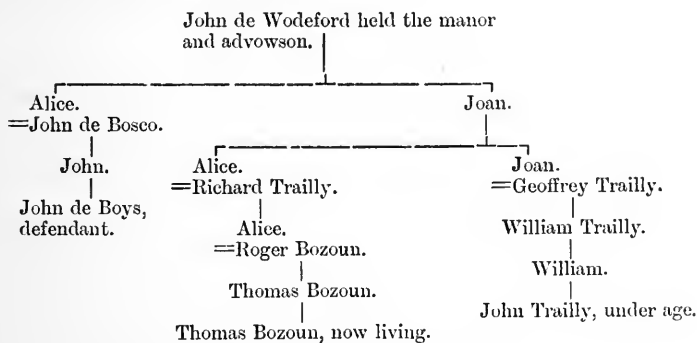 John de Wodeford held the manor
and advowson.
Alice.
=John de Bosco.
John.
John de Boys,
defendant.
Joan.
Alice.
=Richard Trailly.
Alice.
=Roger Bozoun.
Thomas Bozoun.
Thomas Bozoun, now living.
Joan.
=Geoffrey Trailly.
William Trailly.
William.
John Trailly, under age.